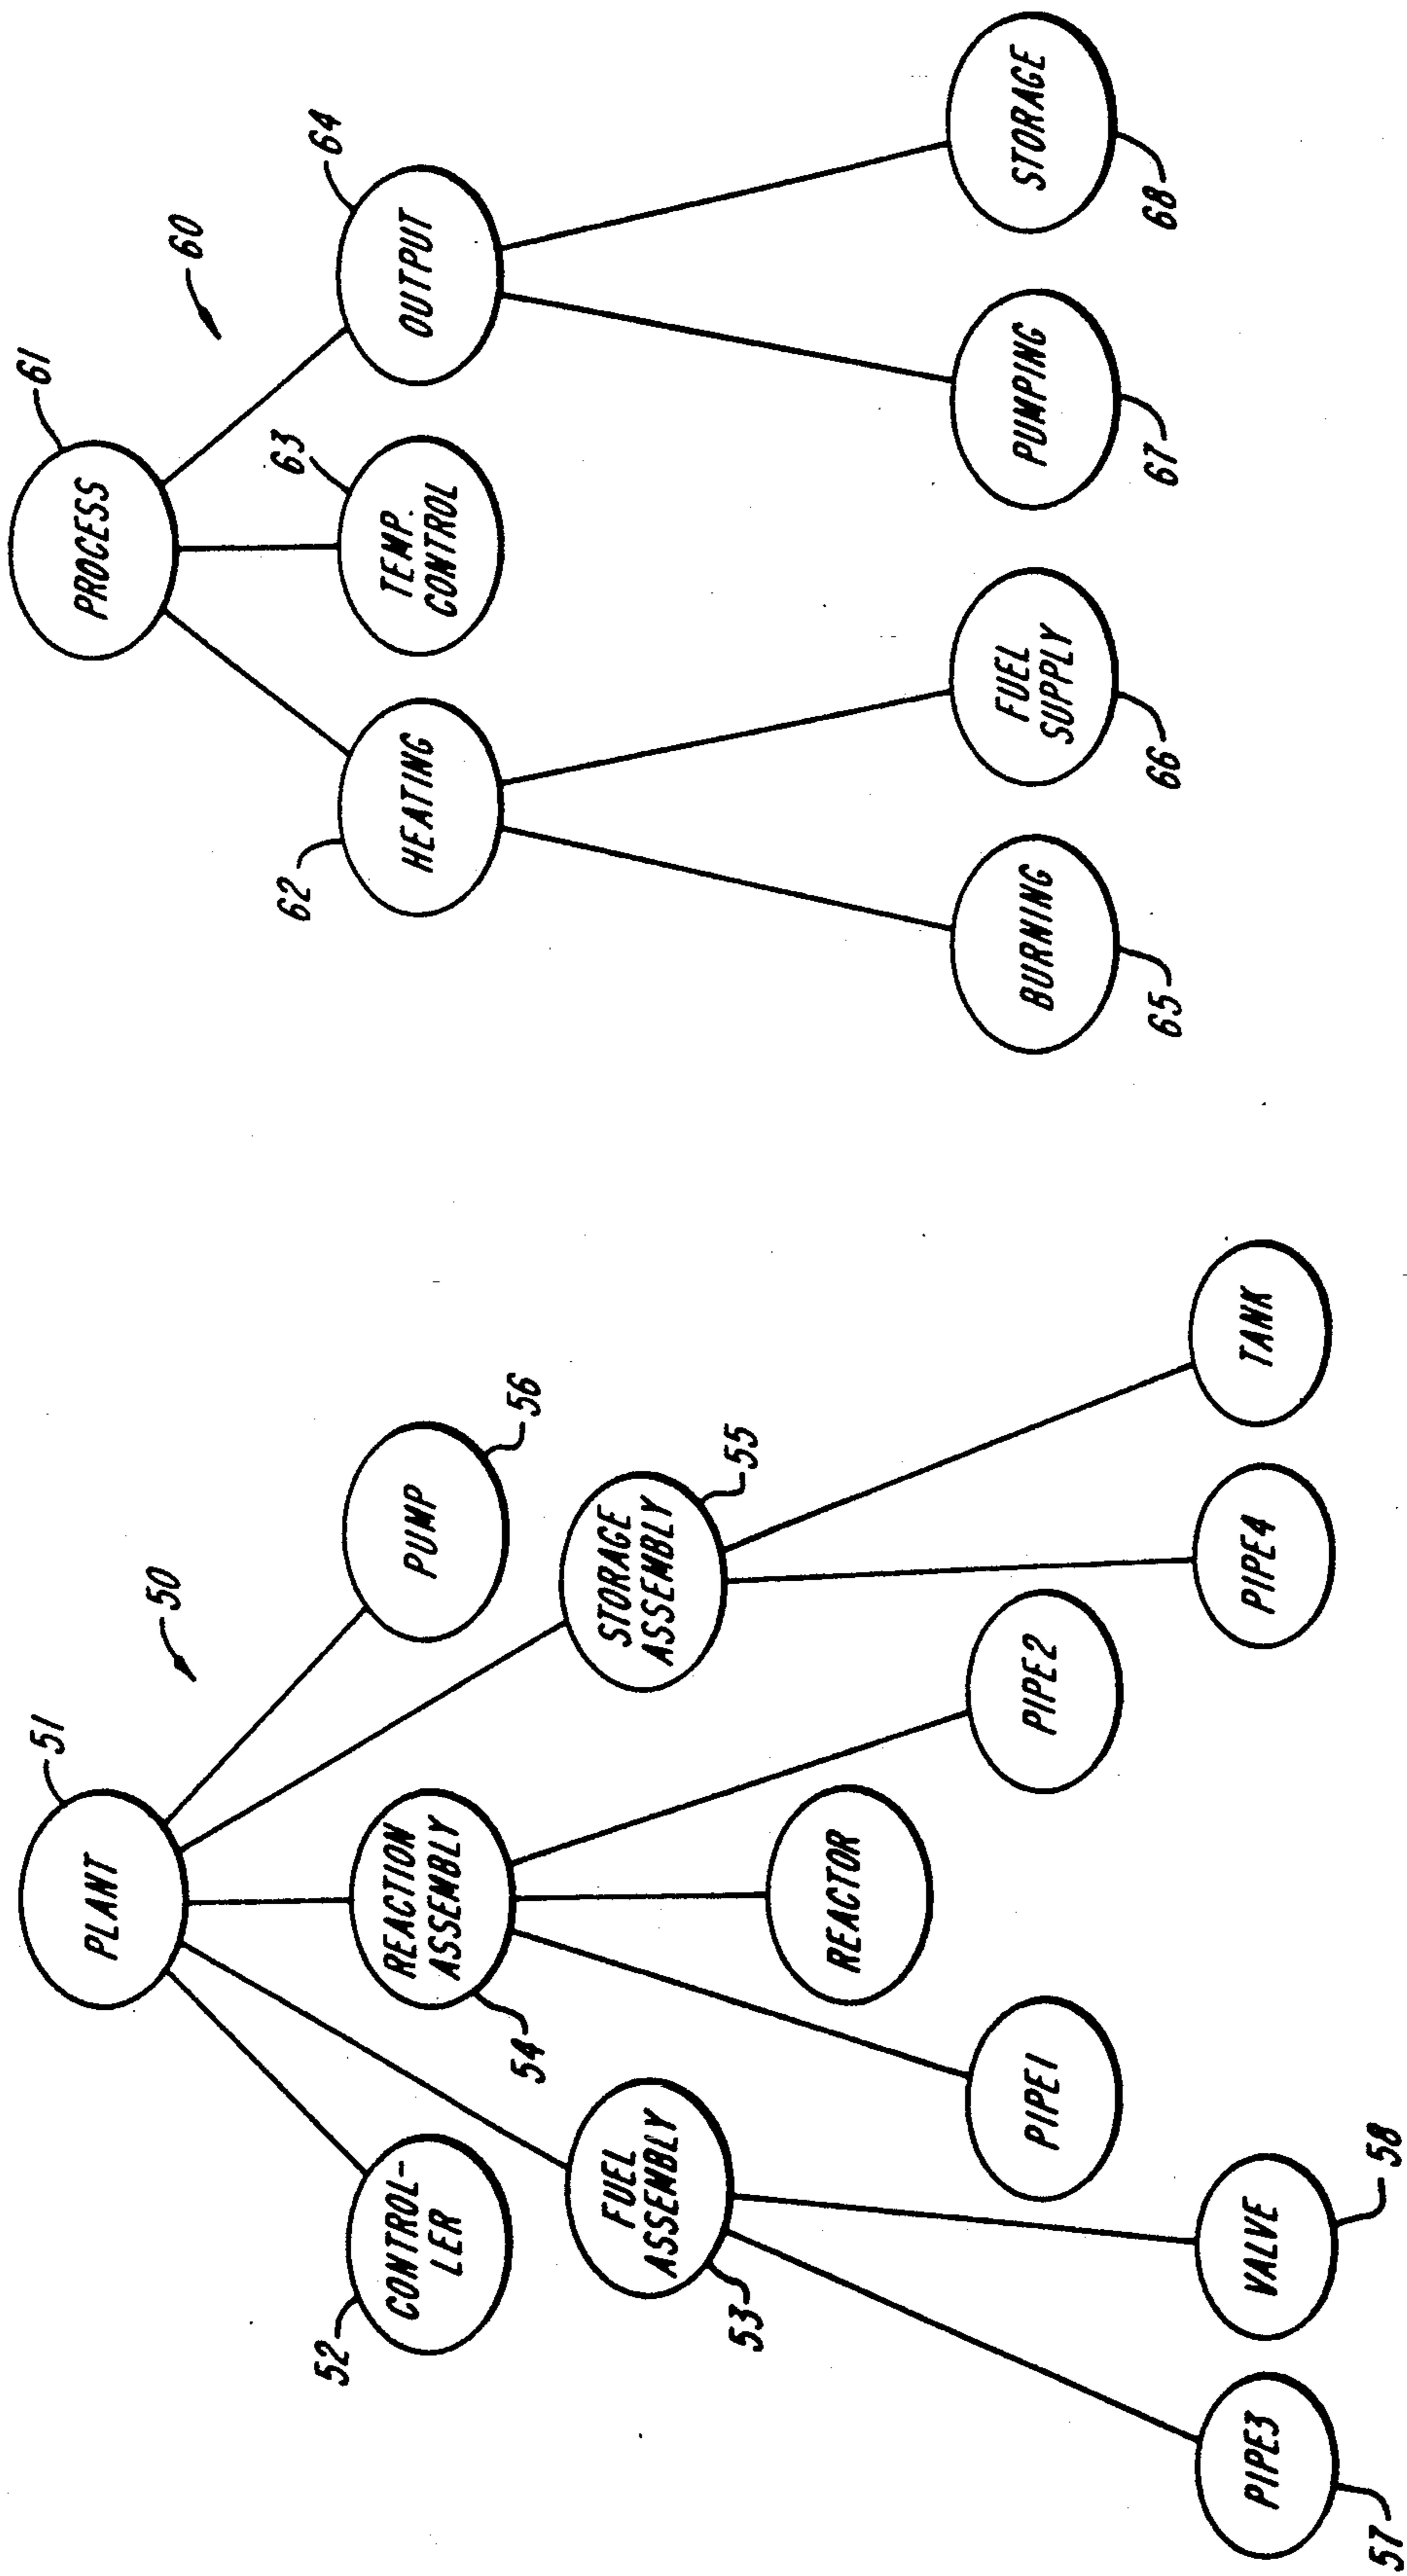 50
PLANT
51
CONTROL-
LER
52
REACTION
ASSEMBLY
54
PUMP
56
FUEL
ASSEMBLY
53
STORAGE
ASSEMBLY
55
REACTOR
PIPE1
PIPE2
PIPE3
57
VALVE
58
PIPE4
TANK
60
PROCESS
61
HEATING
62
TEMP.
CONTROL
63
OUTPUT
64
BURNING
65
FUEL
SUPPLY
66
PUMPING
67
STORAGE
68